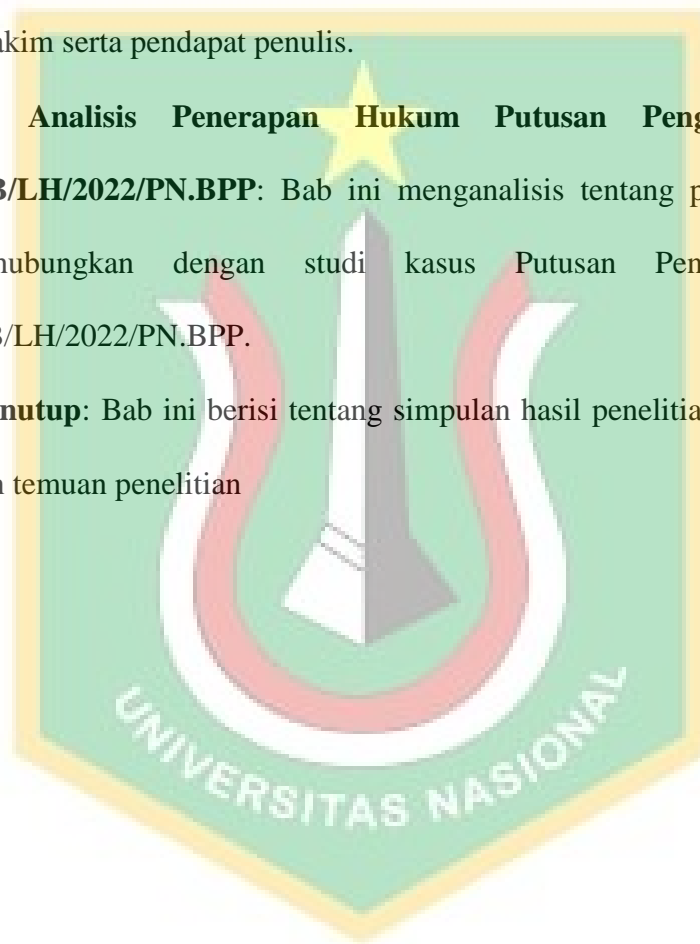 akim serta pendapat penulis.
Analisis Penerapan Hukum Putusan Peng
B/LH/2022/PN.BPP: Bab ini menganalisis tentang p
hubungkan dengan studi kasus Putusan Pen
B/LH/2022/PN.BPP.
nutup: Bab ini berisi tentang simpulan hasil penelitia
n temuan penelitian
UNIVERSITAS NASIONAL